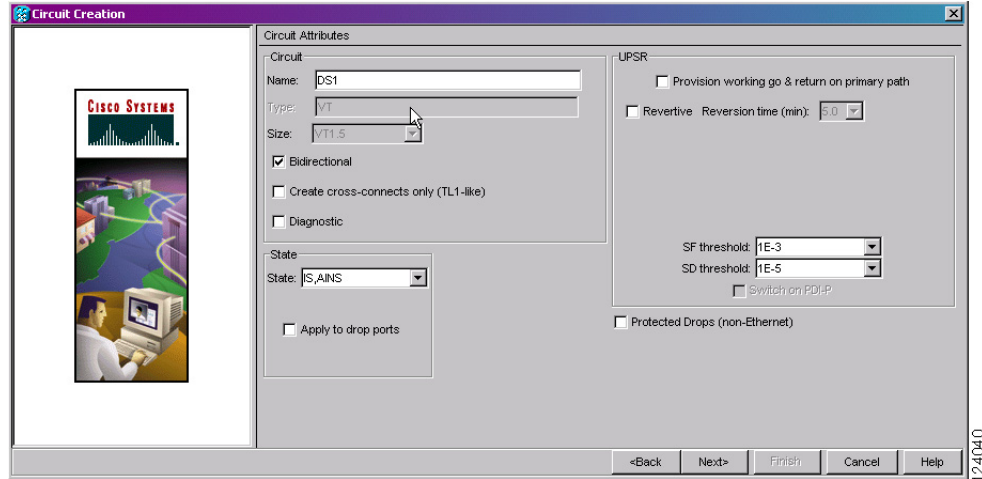 Circuit Creation
CISCO SYSTEMS
Circuit Attributes
Circuit
Name: DS1
Type: VT
Size: VT1.5
Bidirectional
Create cross-connects only (TL1-like)
Diagnostic
State
State: IS,AINS
Apply to drop ports
UPSR
Provision working go & return on primary path
Revertive Reversion time (min): 5.0
SF threshold: 1E-3
SD threshold: 1E-5
Switch on PDI-P
Protected Drops (non-Ethernet)
<Back Next> Finish Cancel Help
124040